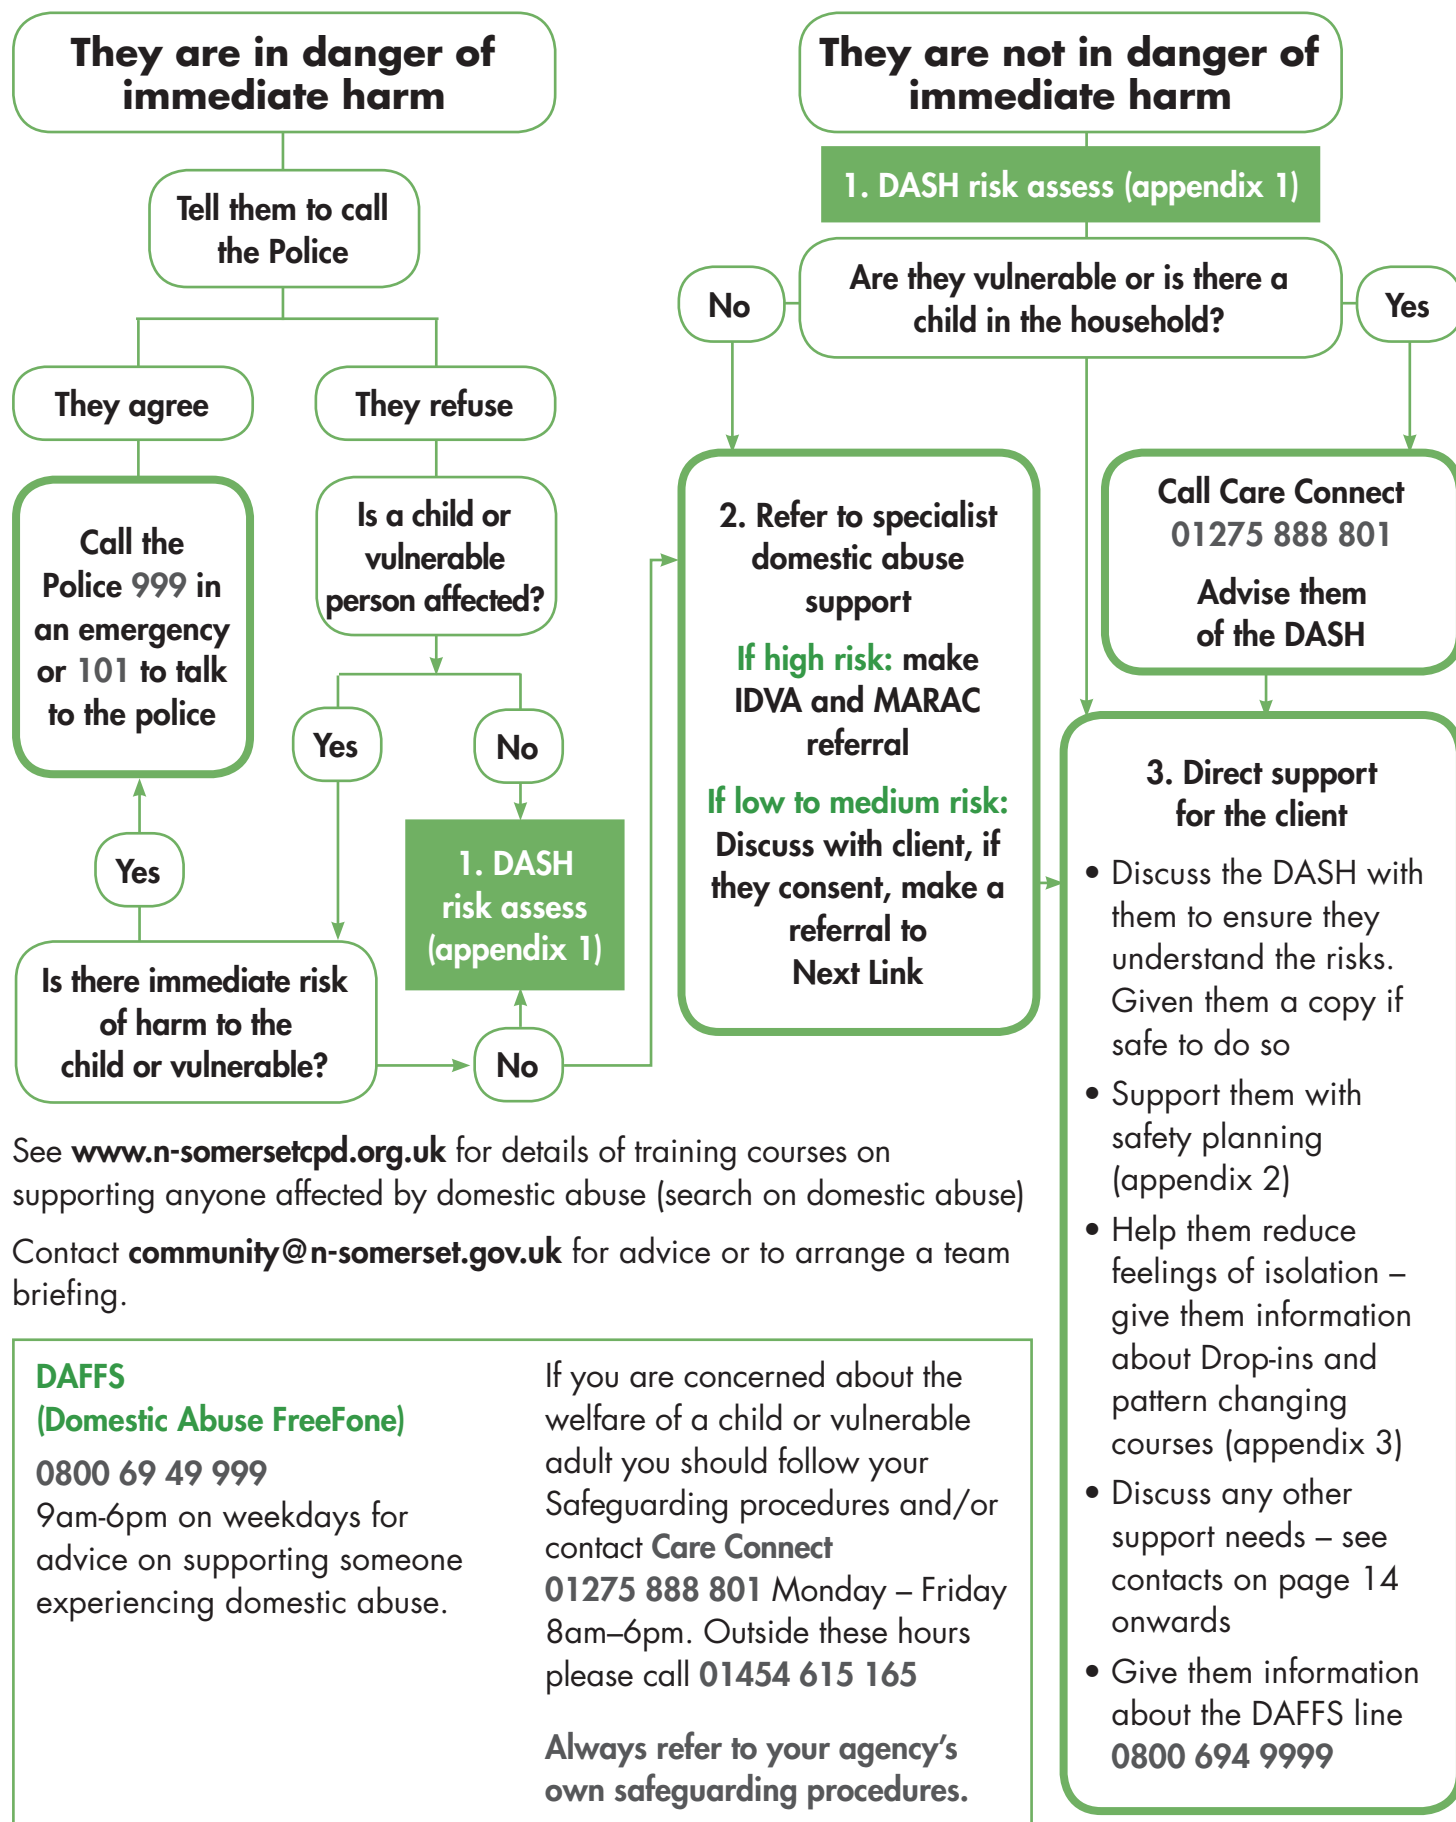 They are in danger of
immediate harm
Tell them to call
the Police
They agree
They refuse
Call the
Police 999 in
an emergency
or 101 to talk
to the police
Is a child or
vulnerable
person affected?
Yes
No
Yes
1. DASH
risk assess
(appendix 1)
Is there immediate risk
of harm to the
child or vulnerable?
No
They are not in danger of
immediate harm
1. DASH risk assess (appendix 1)
Are they vulnerable or is there a
child in the household?
No
Yes
2. Refer to specialist
domestic abuse
support
If high risk: make
IDVA and MARAC
referral
If low to medium risk:
Discuss with client, if
they consent, make a
referral to
Next Link
Call Care Connect
01275 888 801
Advise them
of the DASH
3. Direct support
for the client
• Discuss the DASH with
them to ensure they
understand the risks.
Given them a copy if
safe to do so
• Support them with
safety planning
(appendix 2)
• Help them reduce
feelings of isolation –
give them information
about Drop-ins and
pattern changing
courses (appendix 3)
• Discuss any other
support needs – see
contacts on page 14
onwards
• Give them information
about the DAFFS line
0800 694 9999
See www.n-somersetcpd.org.uk for details of training courses on
supporting anyone affected by domestic abuse (search on domestic abuse)
Contact community@n-somerset.gov.uk for advice or to arrange a team
briefing.
DAFFS
(Domestic Abuse FreeFone)
0800 69 49 999
9am-6pm on weekdays for
advice on supporting someone
experiencing domestic abuse.
If you are concerned about the
welfare of a child or vulnerable
adult you should follow your
Safeguarding procedures and/or
contact Care Connect
01275 888 801 Monday – Friday
8am–6pm. Outside these hours
please call 01454 615 165
Always refer to your agency’s
own safeguarding procedures.